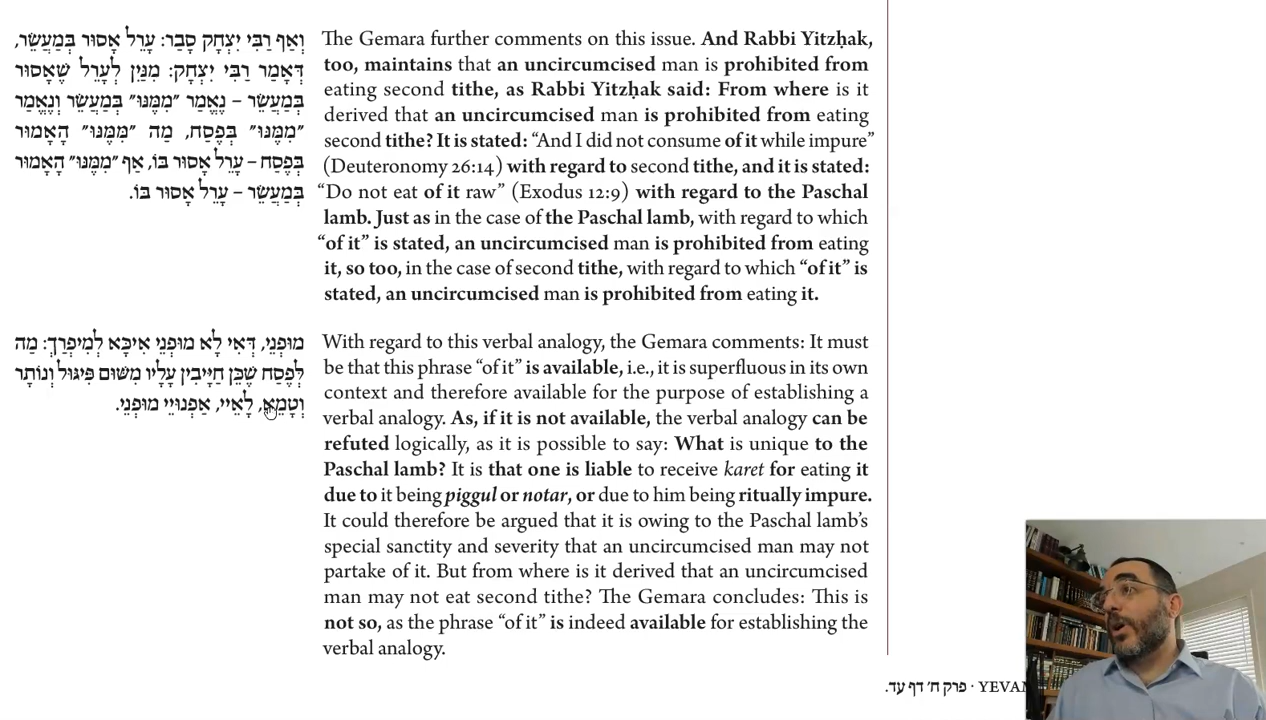 וְאַף רַבִּי יִצְחָק סָבַר: עָרֵל אָסוּר בְּמַעֲשֵׂר,
דְּאָמַר רַבִּי יִצְחָק: מִנַּיִן לְעָרֵל שֶׁאָסוּר
בְּמַעֲשֵׂר – נֶאֱמַר ״מִמֶּנּוּ״ בְּמַעֲשֵׂר וְנֶאֱמַר
״מִמֶּנּוּ״ בְּפֶסַח, מַה ״מִּמֶּנּוּ״ הָאָמוּר
בְּפֶסַח – עָרֵל אָסוּר בּוֹ, אַף ״מִמֶּנּוּ״ הָאָמוּר
בְּמַעֲשֵׂר – עָרֵל אָסוּר בּוֹ.
The Gemara further comments on this issue. And Rabbi Yitzḥak,
too, maintains that an uncircumcised man is prohibited from
eating second tithe, as Rabbi Yitzḥak said: From where is it
derived that an uncircumcised man is prohibited from eating
second tithe? It is stated: “And I did not consume of it while impure”
(Deuteronomy 26:14) with regard to second tithe, and it is stated:
“Do not eat of it raw” (Exodus 12:9) with regard to the Paschal
lamb. Just as in the case of the Paschal lamb, with regard to which
“of it” is stated, an uncircumcised man is prohibited from eating
it, so too, in the case of second tithe, with regard to which “of it” is
stated, an uncircumcised man is prohibited from eating it.
מוּפְנֵי, דְּאִי לָא מוּפְנֵי אִיכָּא לְמִיפְרַךְ: מַה
לְּפֶסַח שֶׁכֵּן חַיָּיבִין עָלָיו מִשּׁוּם פִּיגּוּל וְנוֹתָר
וְטָמֵא, לָאֵיי, אַפְנוּיֵי מוּפְנֵי.
With regard to this verbal analogy, the Gemara comments: It must
be that this phrase “of it” is available, i.e., it is superfluous in its own
context and therefore available for the purpose of establishing a
verbal analogy. As, if it is not available, the verbal analogy can be
refuted logically, as it is possible to say: What is unique to the
Paschal lamb? It is that one is liable to receive karet for eating it
due to it being piggul or notar, or due to him being ritually impure.
It could therefore be argued that it is owing to the Paschal lamb’s
special sanctity and severity that an uncircumcised man may not
partake of it. But from where is it derived that an uncircumcised
man may not eat second tithe? The Gemara concludes: This is
not so, as the phrase “of it” is indeed available for establishing the
verbal analogy.
פרק ח׳ דף עד. ·